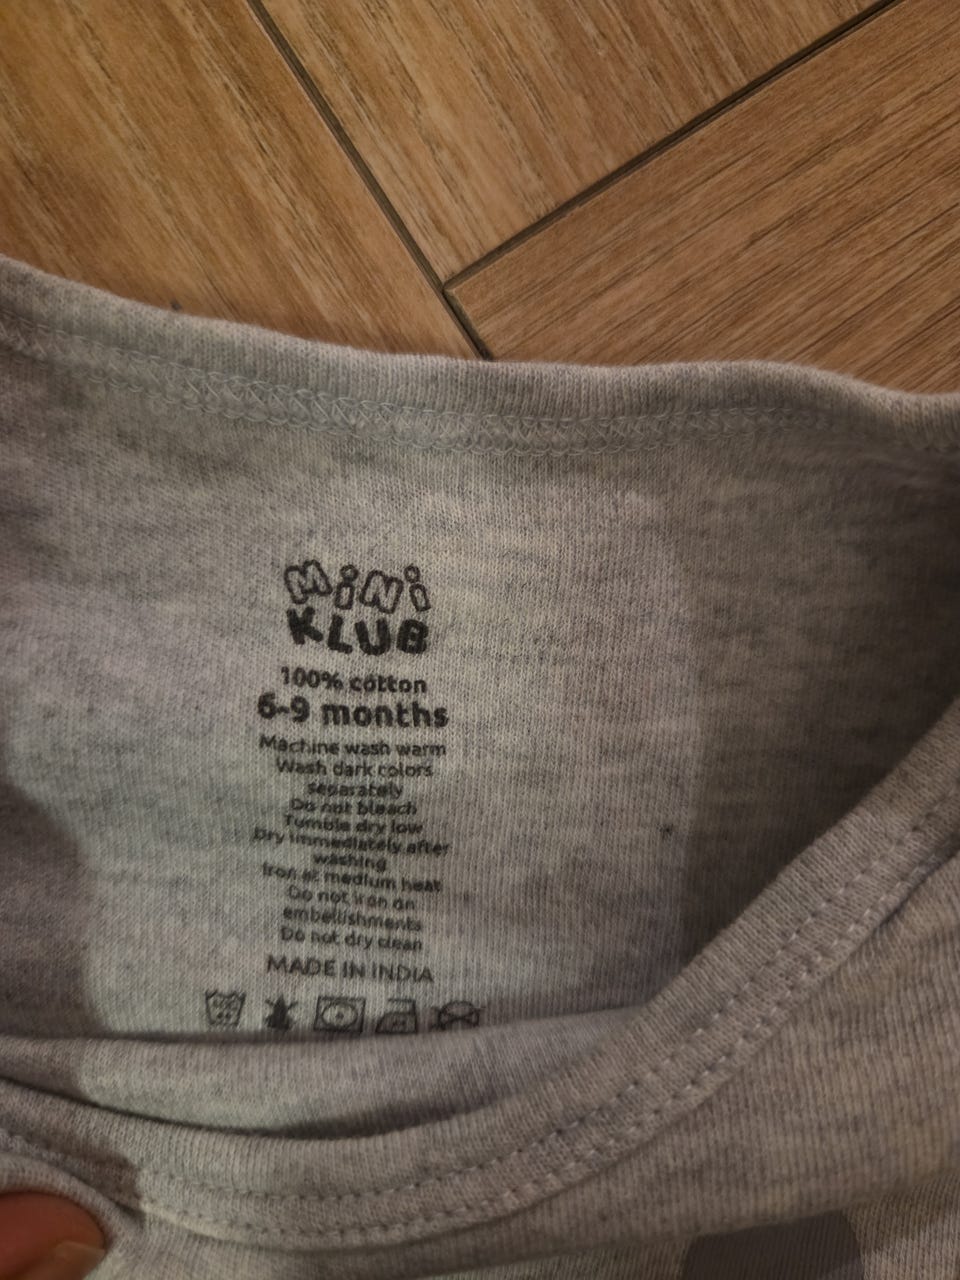 MiNi
KLUB
100% cotton
6-9 months
Machine wash warm
Wash dark colors
separately
Do not bleach
Tumble dry low
Dry immediately after
washing
Iron at medium heat
Do not iron on
embellishments
Do not dry clean
MADE IN INDIA